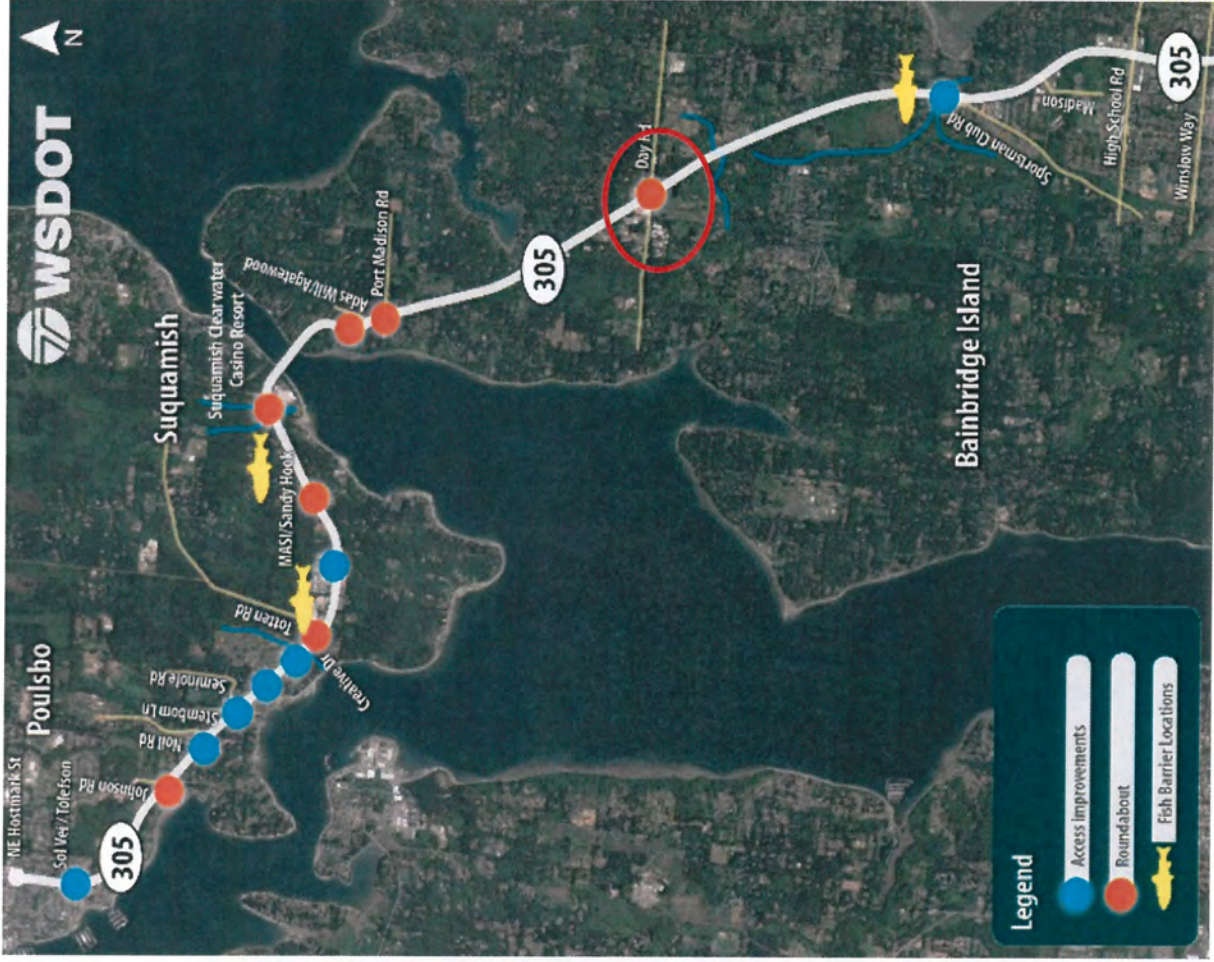 WSDOT
N
NE Hostmark St
Poulsbo
Sol Vei / Tolefson
305
Johnson Rd
Noll Rd
Stembom Ln
Seminole Rd
Totten Rd
Creative Dr
MASI/Sandy Hook
Suquamish
Suquamish Clearwater
Casino Resort
Adas Will/Agatewood
Port Madison Rd
305
Day Rd
Bainbridge Island
Sportsman Club Rd
Madison
High School Rd
305
Winslow Way
Legend
Access Improvements
Roundabout
Fish Barrier Locations